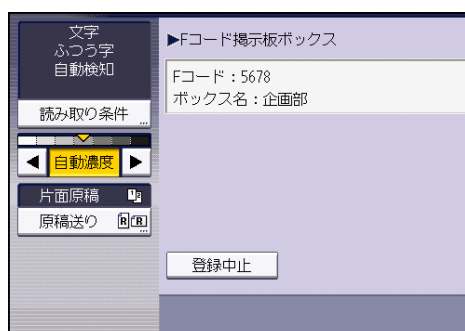 文字
ふつう字
自動検知
読み取り条件
◀ 自動濃度 ▶
片面原稿
原稿送り
▶Fコード掲示板ボックス
Fコード：5678
ボックス名：企画部
登録中止